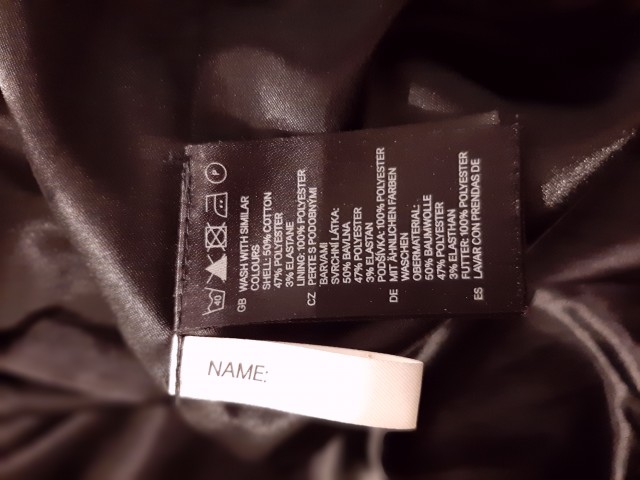 40
P
GB WASH WITH SIMILAR
COLOURS
SHELL: 50% COTTON
47% POLYESTER
3% ELASTANE
LINING: 100% POLYESTER
CZ PERTE S PODOBNÝMI
BARVAMI
SVRCHNÍ LÁTKA:
50% BAVLNA
47% POLYESTER
3% ELASTAN
PODŠÍVKA: 100% POLYESTER
DE MIT ÄHNLICHEN FARBEN
WASCHEN
OBERMATERIAL:
50% BAUMWOLLE
47% POLYESTER
3% ELASTHAN
FUTTER: 100% POLYESTER
ES LAVAR CON PRENDAS DE
NAME: